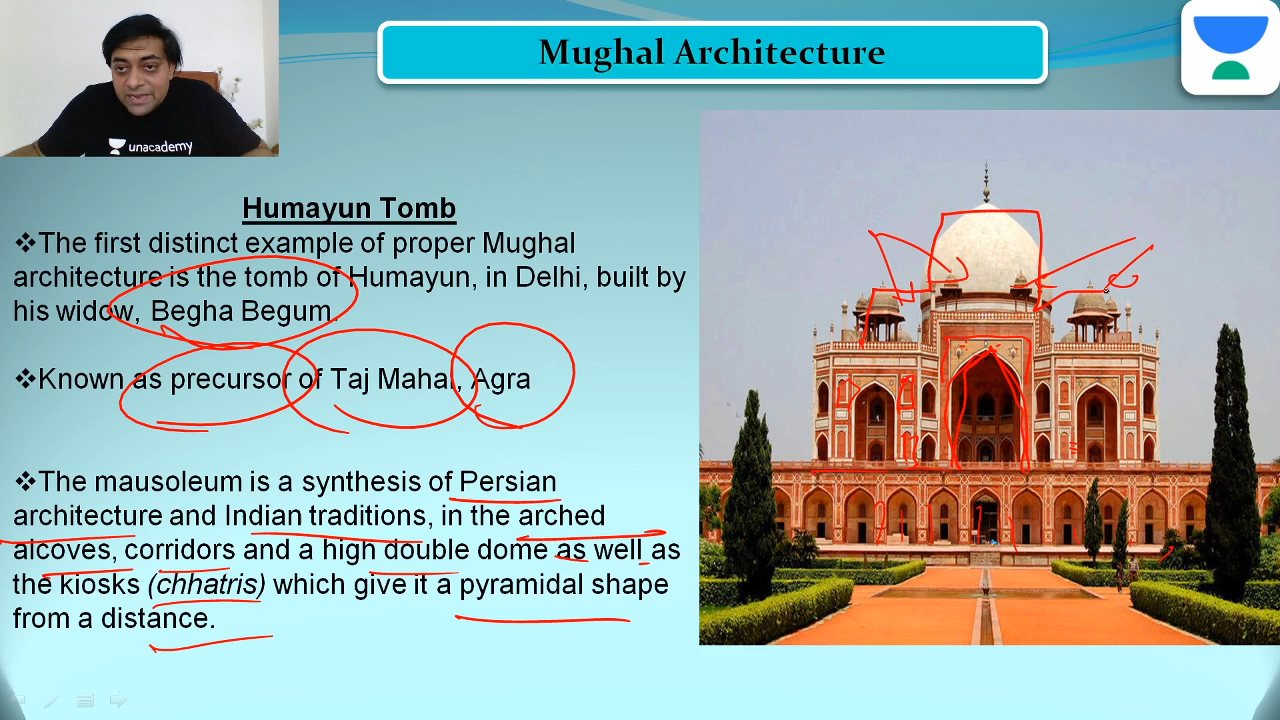 Mughal Architecture
unacademy
Humayun Tomb
❖The first distinct example of proper Mughal
architecture is the tomb of Humayun, in Delhi, built by
his widow, Begha Begum.
❖Known as precursor of Taj Mahal, Agra
❖The mausoleum is a synthesis of Persian
architecture and Indian traditions, in the arched
alcoves, corridors and a high double dome as well as
the kiosks (chhatris) which give it a pyramidal shape
from a distance.